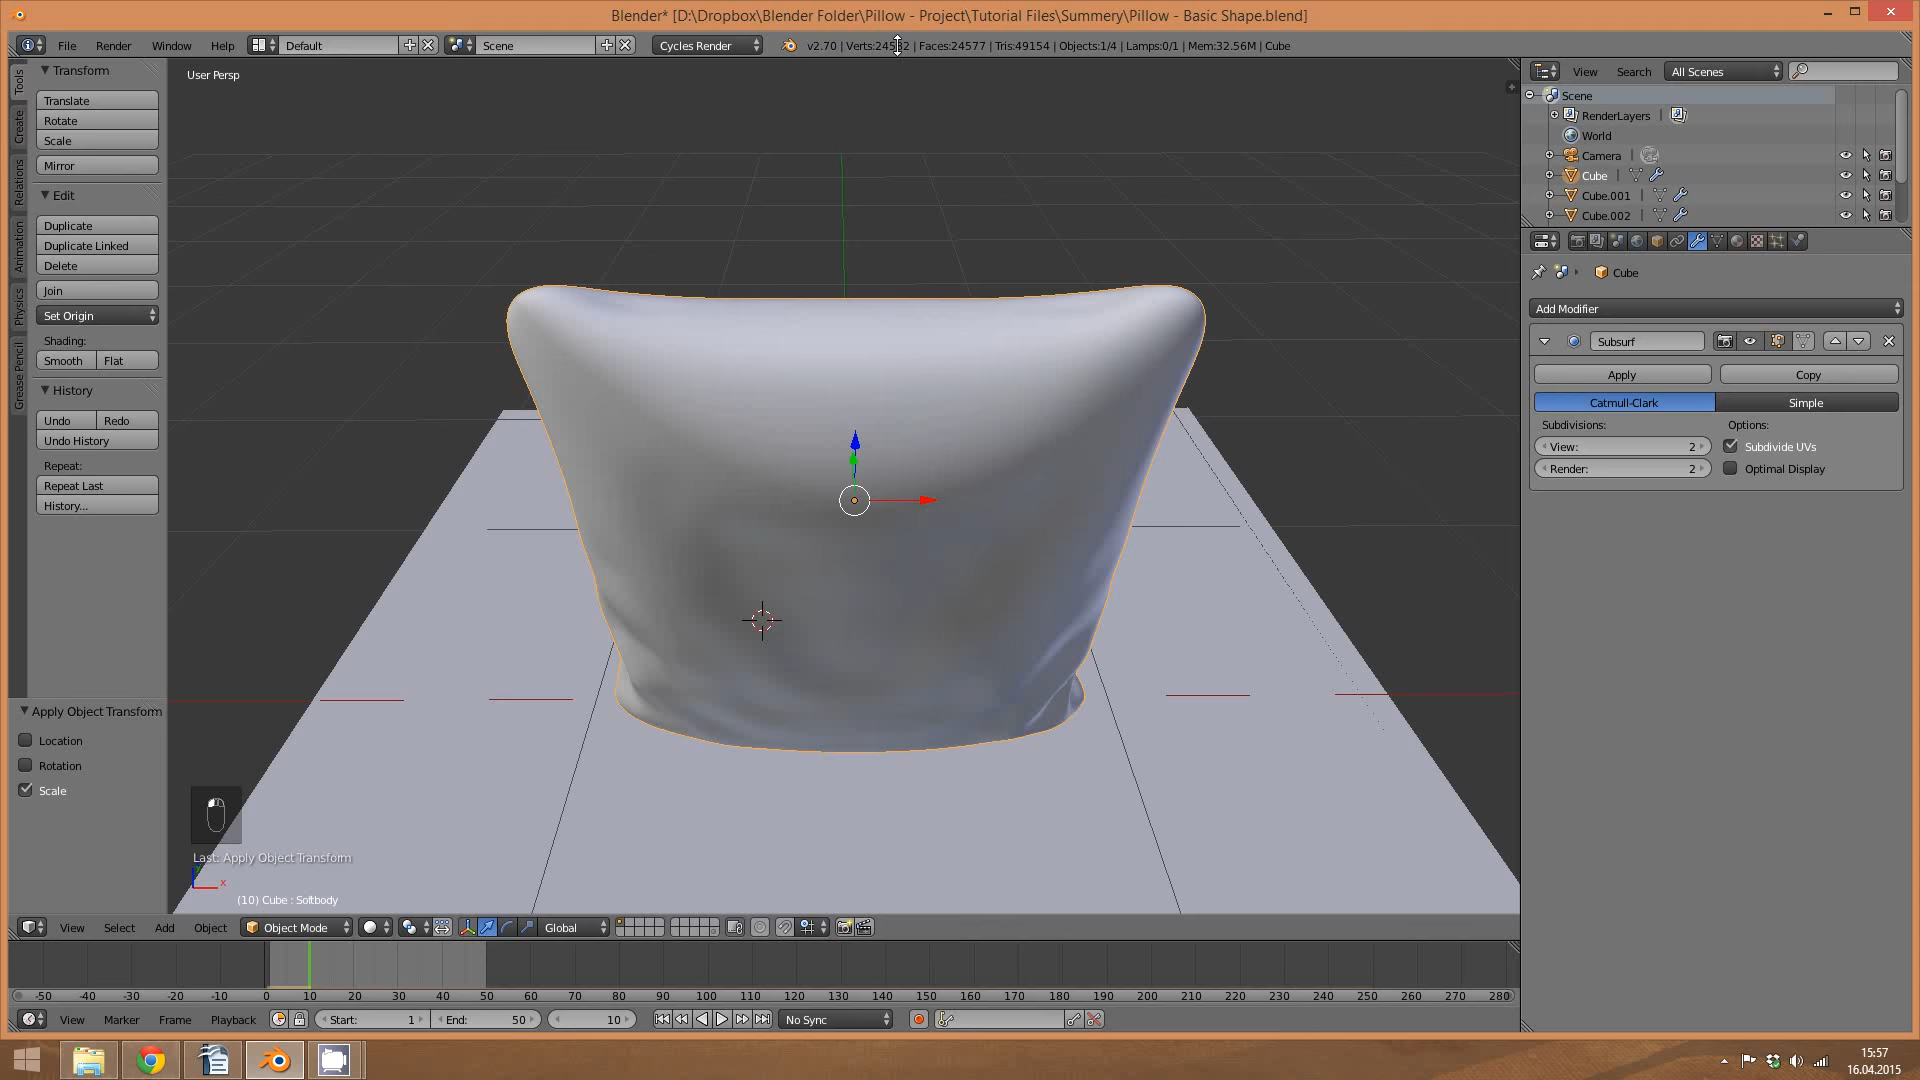 Blender* [D:\Dropbox\Blender Folder\Pillow - Project\Tutorial Files\Summery\Pillow - Basic Shape.blend]
File Render Window Help Default Scene Cycles Render v2.70 | Faces:24577 | Tris:49154 | Objects:1/4 | Lamps:0/1 | Mem:32.56M | Cube
Tools
Create
Relations
Animation
Physics
Grease Pencil
Transform
Translate
Rotate
Scale
Mirror
Edit
Duplicate
Duplicate Linked
Delete
Join
Set Origin
Shading:
Smooth Flat
History
Undo Redo
Undo History
Repeat:
Repeat Last
History...
Apply Object Transform
Location
Rotation
Scale
User Persp
Last: Apply Object Transform
x
(10) Cube : Softbody
View Select Add Object Object Mode Global
-50 -40 -30 -20 -10 0 10 20 30 40 50 60 70 80 90 100 110 120 130 140 150 160 170 180 190 200 210 220 230 240 250 260 270 280
View Marker Frame Playback Start: 1 End: 50 10 No Sync
View Search All Scenes
Scene
RenderLayers
World
Camera
Cube
Cube.001
Cube.002
Cube
Add Modifier
Subsurf
Apply Copy
Catmull-Clark Simple
Subdivisions: Options:
View: 2 Subdivide UVs
Render: 2 Optimal Display
15:57
16.04.2015